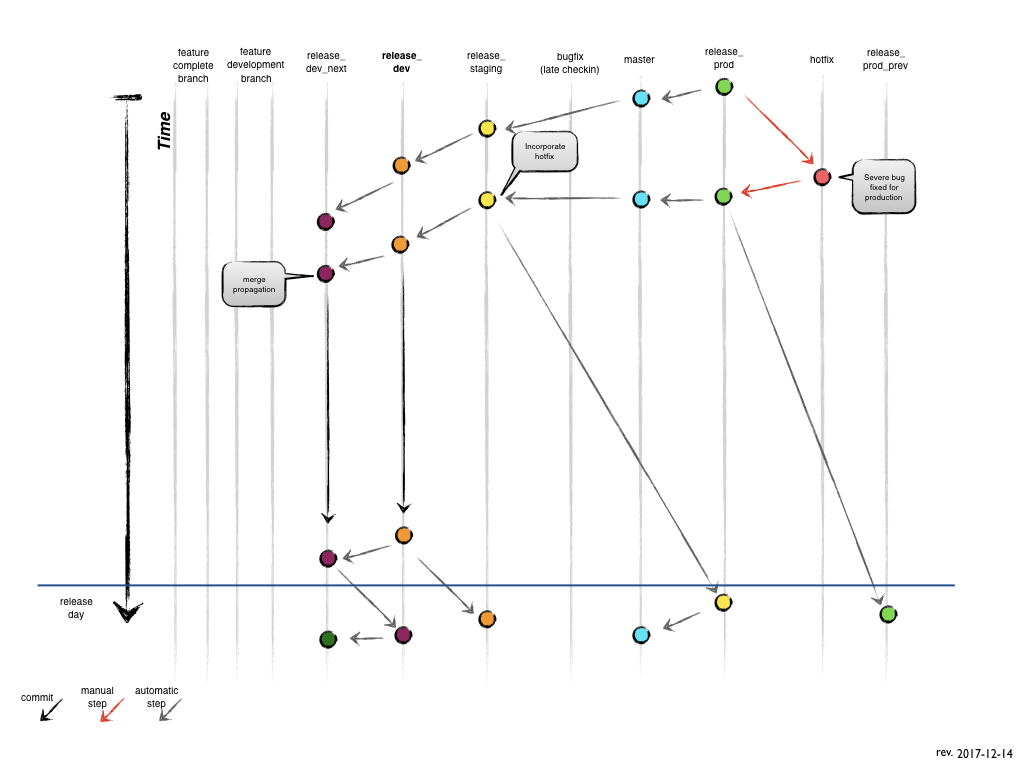 feature
complete
branch
feature
development
branch
release_
dev_next
release_
dev
release_
staging
bugfix
(late checkin)
master
release_
prod
hotfix
release_
prod_prev
Time
Incorporate
hotfix
Severe bug
fixed for
production
merge
propagation
release
day
commit
manual
step
automatic
step
rev. 2017-12-14